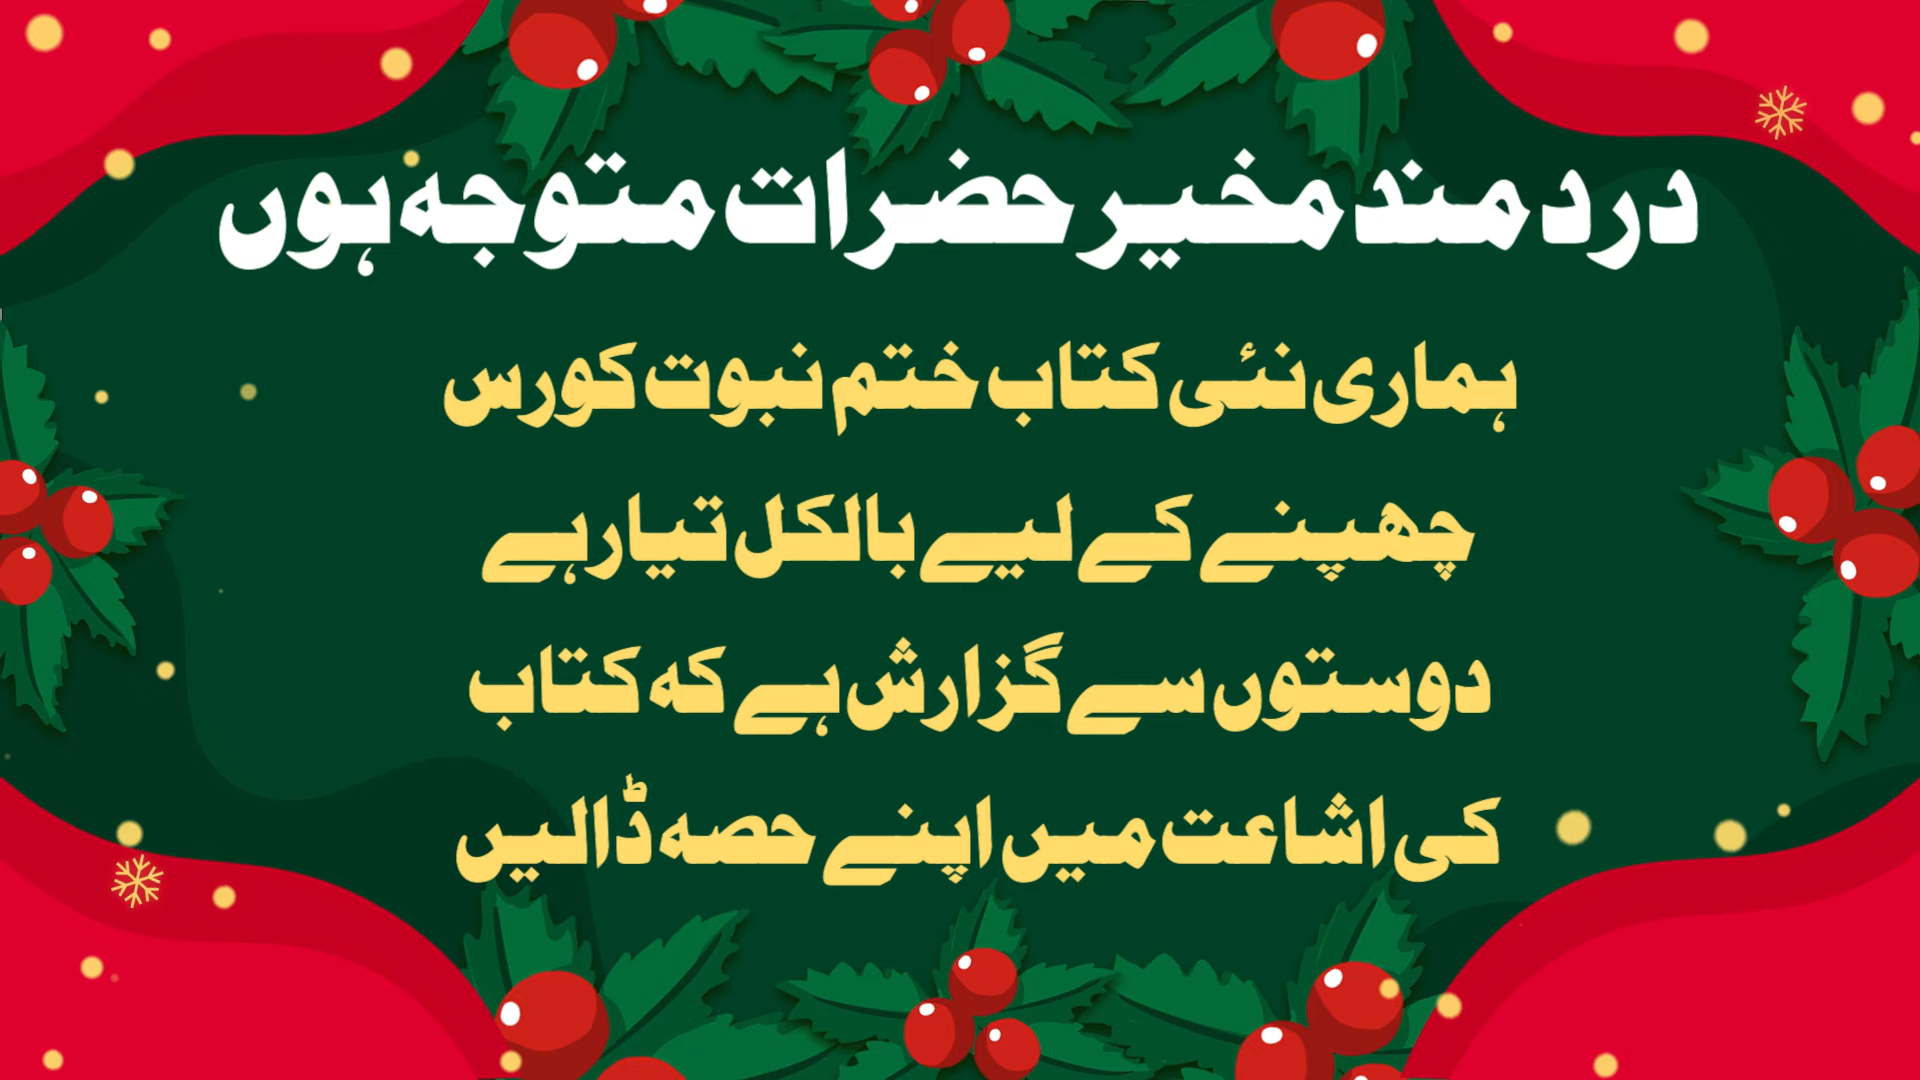 درد مند مخیر حضرات متوجہ ہوں
ہماری نئی کتاب ختم نبوت کورس
چھپنے کے لیے بالکل تیار ہے
دوستوں سے گزارش ہے کہ کتاب
کی اشاعت میں اپنے حصہ ڈالیں